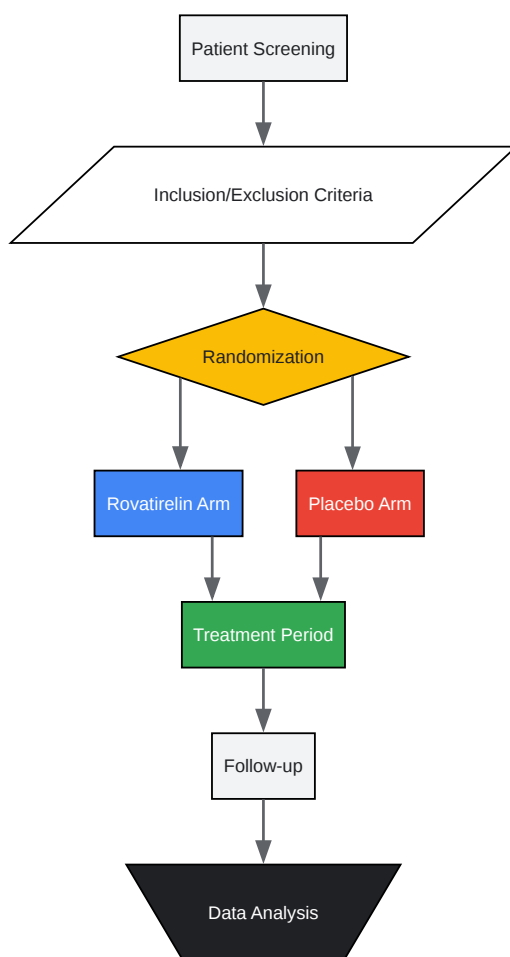 Patient Screening
Inclusion/Exclusion Criteria
Randomization
Rovatirelin Arm
Placebo Arm
Treatment Period
Follow-up
Data Analysis